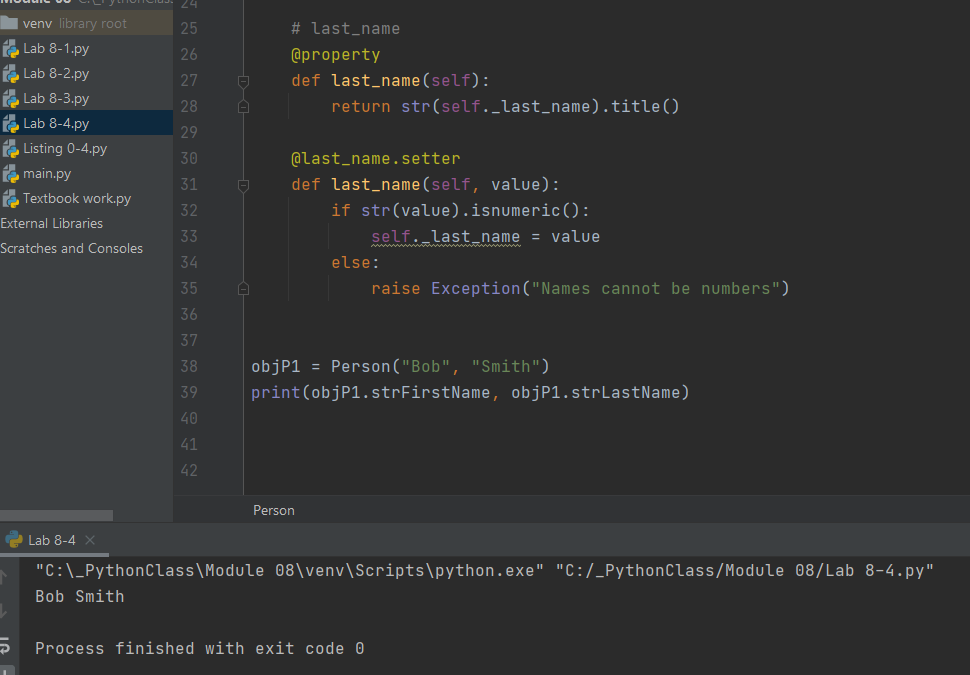 Module 08 C:\_PythonClass
venv library root
Lab 8-1.py
Lab 8-2.py
Lab 8-3.py
Lab 8-4.py
Listing 0-4.py
main.py
Textbook work.py
External Libraries
Scratches and Consoles
24
25 # last_name
26 @property
27 def last_name(self):
28 return str(self._last_name).title()
29
30 @last_name.setter
31 def last_name(self, value):
32 if str(value).isnumeric():
33 self._last_name = value
34 else:
35 raise Exception("Names cannot be numbers")
36
37
38 objP1 = Person("Bob", "Smith")
39 print(objP1.strFirstName, objP1.strLastName)
40
41
42
Person
Lab 8-4
"C:\_PythonClass\Module 08\venv\Scripts\python.exe" "C:/_PythonClass/Module 08/Lab 8-4.py"
Bob Smith
Process finished with exit code 0